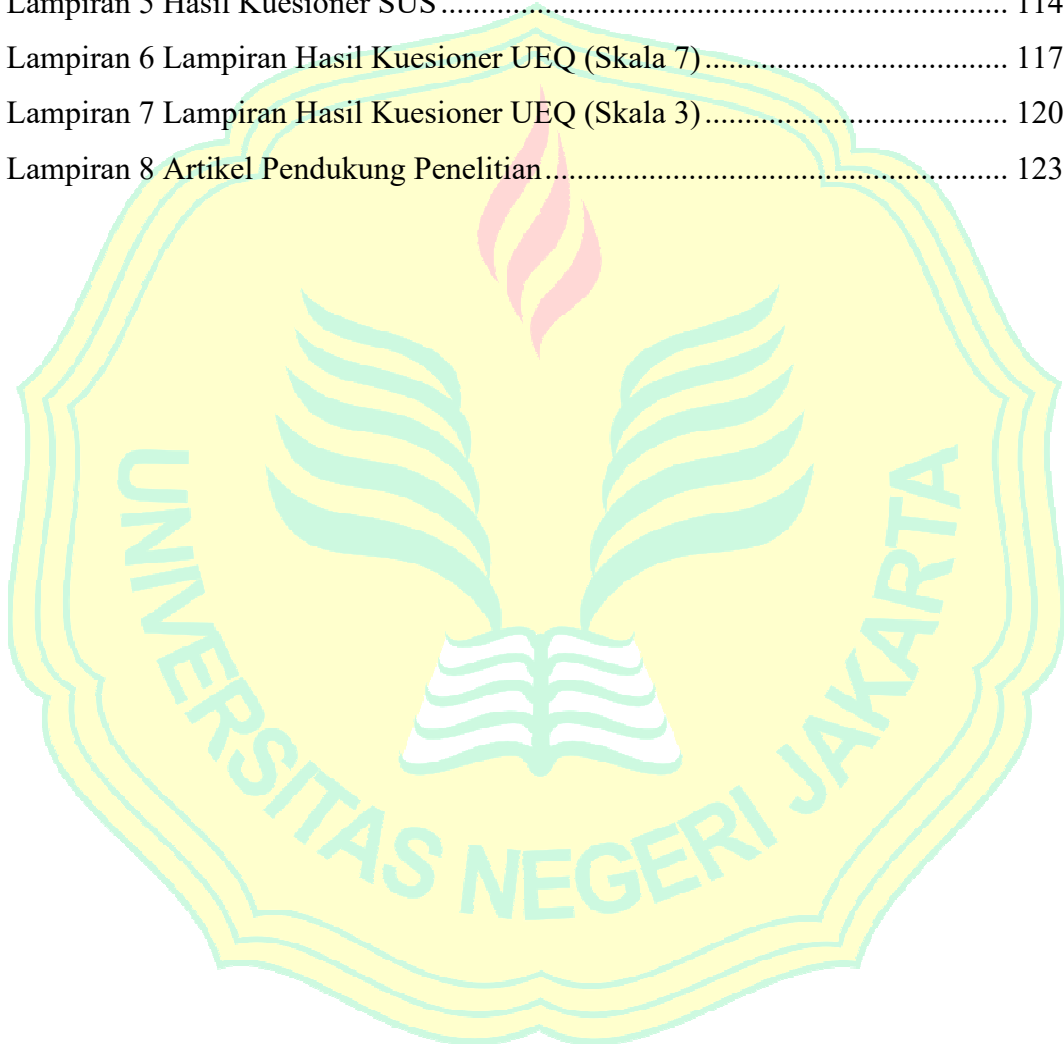 Lampiran 5 Hasil Kuesioner SUS ........................................................................ 114
Lampiran 6 Lampiran Hasil Kuesioner UEQ (Skala 7) ...................................... 117
Lampiran 7 Lampiran Hasil Kuesioner UEQ (Skala 3) ...................................... 120
Lampiran 8 Artikel Pendukung Penelitian .......................................................... 123
UNIVERSITAS NEGERI JAKARTA